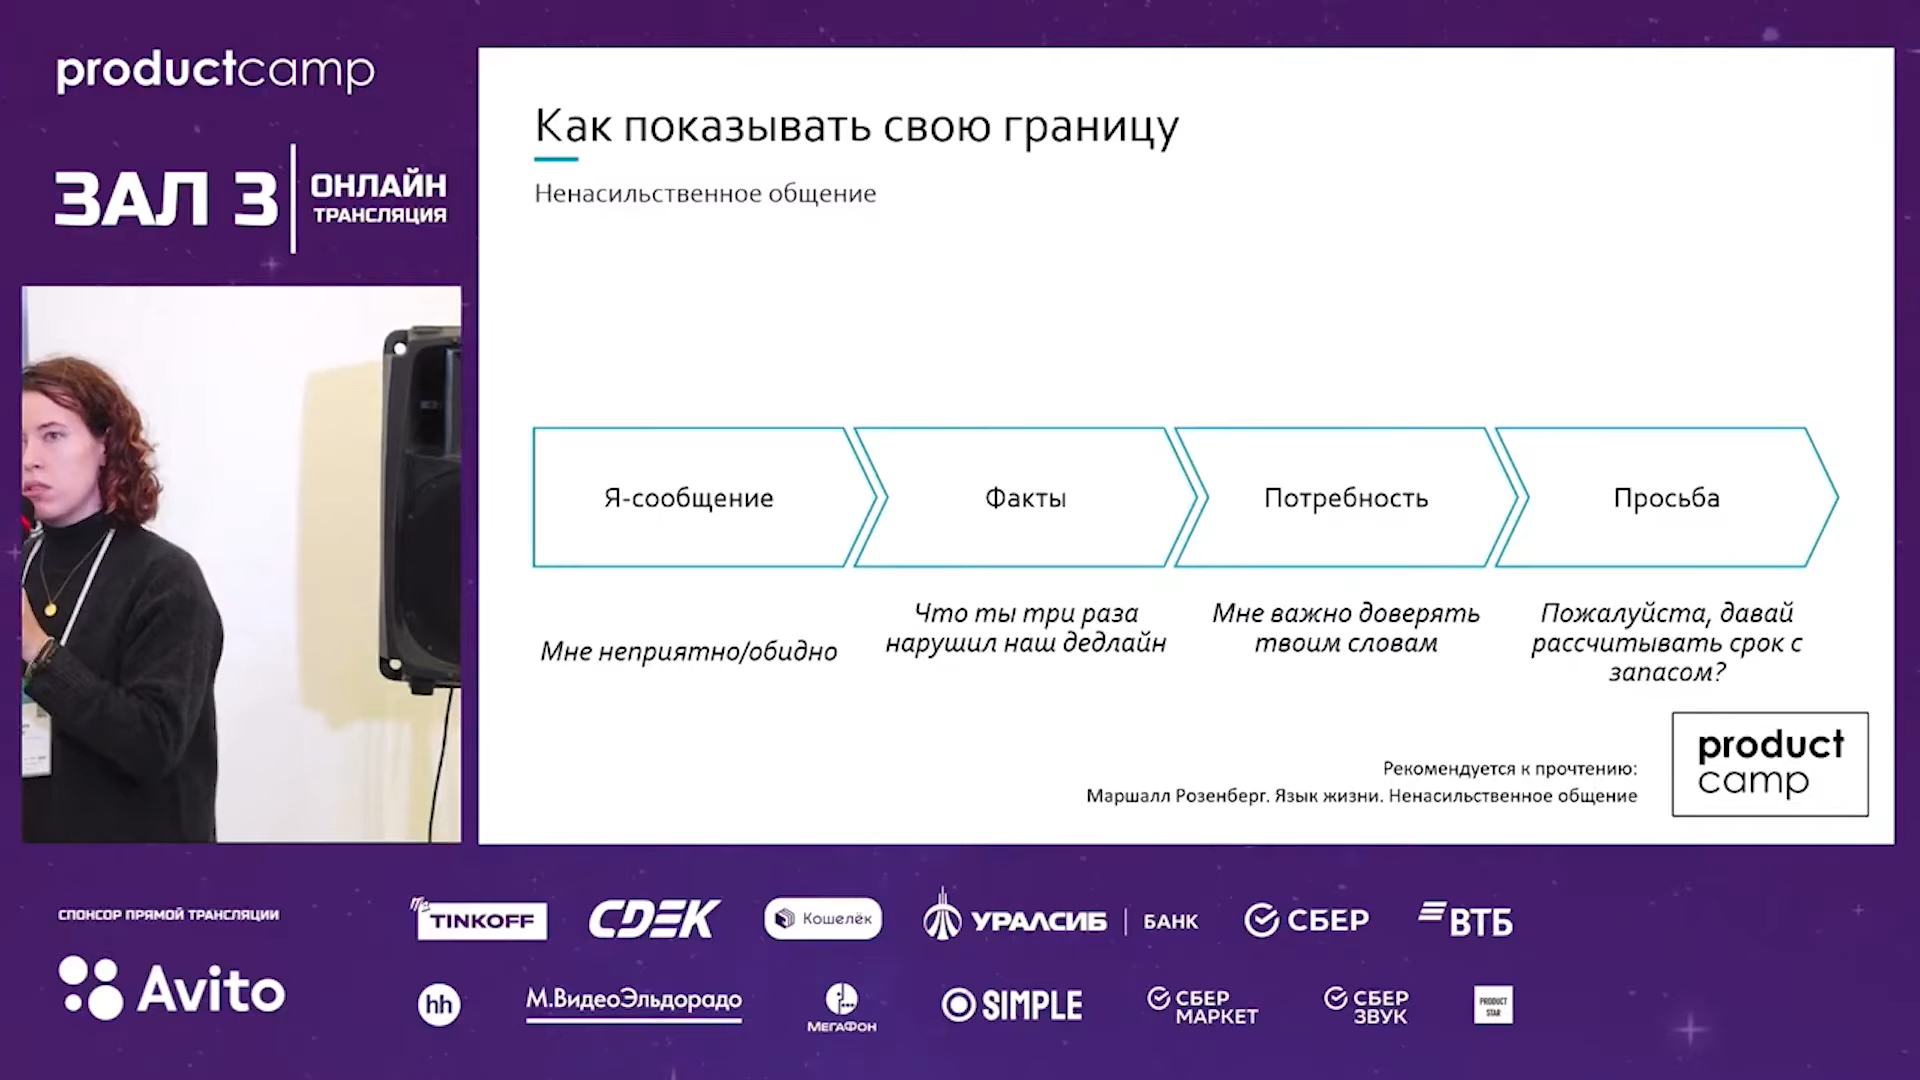 productcamp
ЗАЛ 3
ОНЛАЙН
ТРАНСЛЯЦИЯ
Как показывать свою границу
Ненасильственное общение
Я-сообщение
Факты
Потребность
Просьба
Мне неприятно/обидно
Что ты три раза
нарушил наш дедлайн
Мне важно доверять
твоим словам
Пожалуйста, давай
рассчитывать срок с
запасом?
Рекомендуется к прочтению:
Маршалл Розенберг. Язык жизни. Ненасильственное общение
product
camp
СПОНСОР ПРЯМОЙ ТРАНСЛЯЦИИ
Avito
TINKOFF
CDEK
Кошелёк
УРАЛСИБ | БАНК
СБЕР
ВТБ
hh
М.ВидеоЭльдорадо
МЕГАФОН
SIMPLE
СБЕР
МАРКЕТ
СБЕР
ЗВУК
PRODUCT
STAR